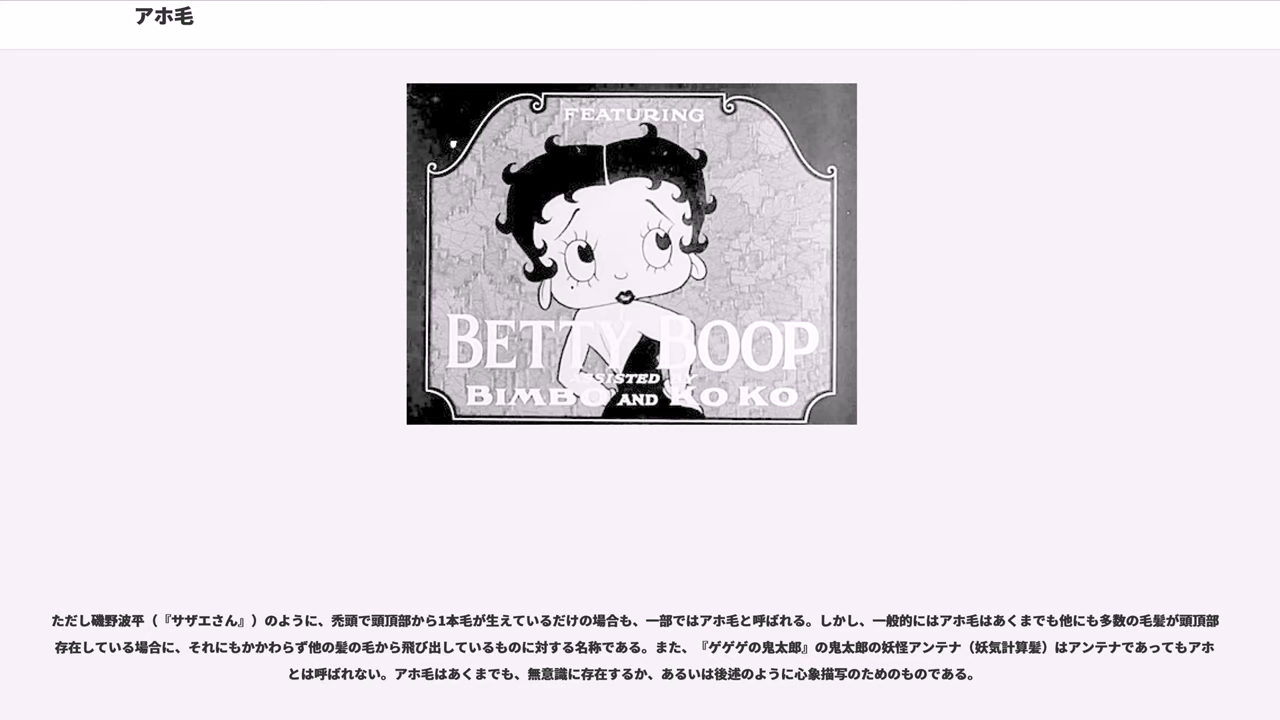 アホ毛
FEATURING
BETTY BOOP
ASSISTED BY
BIMBO AND KO KO
ただし磯野波平（『サザエさん』）のように、禿頭で頭頂部から1本毛が生えているだけの場合も、一部ではアホ毛と呼ばれる。しかし、一般的にはアホ毛はあくまでも他にも多数の毛髪が頭頂部
存在している場合に、それにもかかわらず他の髪の毛から飛び出しているものに対する名称である。また、『ゲゲゲの鬼太郎』の鬼太郎の妖怪アンテナ（妖気計算髪）はアンテナであってもアホ
とは呼ばれない。アホ毛はあくまでも、無意識に存在するか、あるいは後述のように心象描写のためのものである。